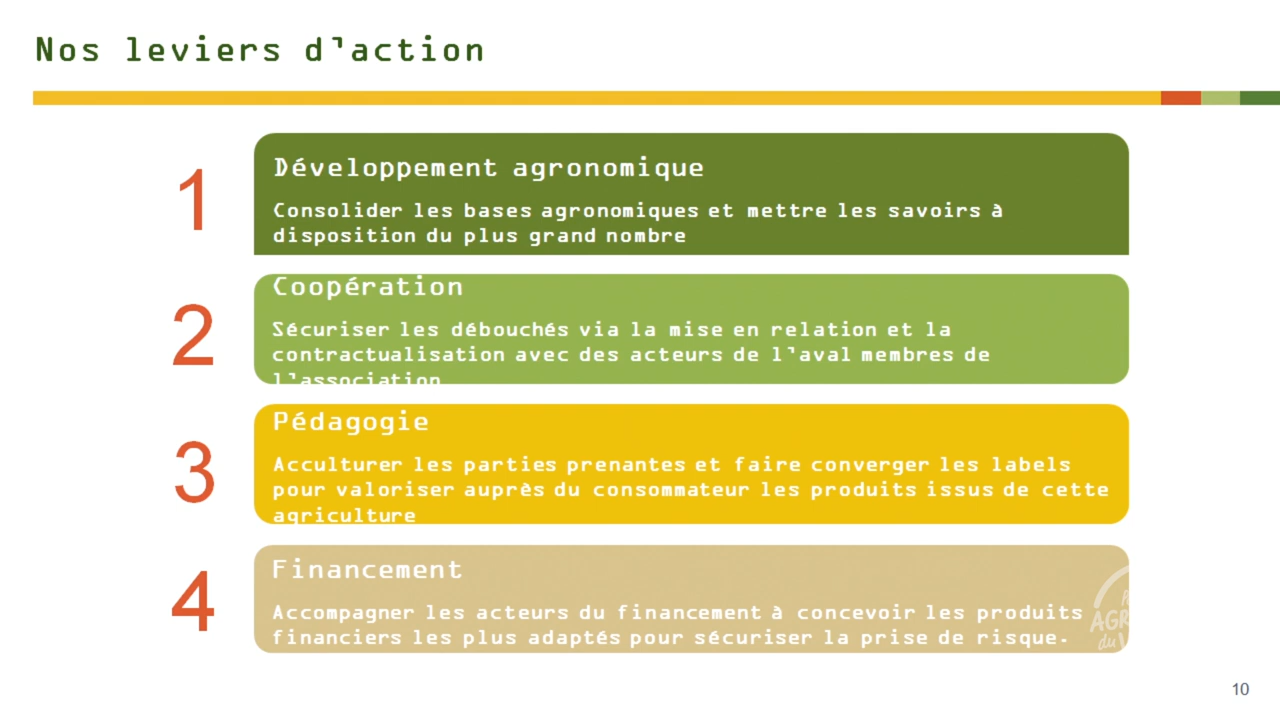 Nos leviers d'action
1
Développement agronomique
Consolider les bases agronomiques et mettre les savoirs à
disposition du plus grand nombre
2
Coopération
Sécuriser les débouchés via la mise en relation et la
contractualisation avec des acteurs de l'aval membres de
l'association
3
Pédagogie
Acculturer les parties prenantes et faire converger les labels
pour valoriser auprès du consommateur les produits issus de cette
agriculture
4
Financement
Accompagner les acteurs du financement à concevoir les produits
financiers les plus adaptés pour sécuriser la prise de risque.
du
10